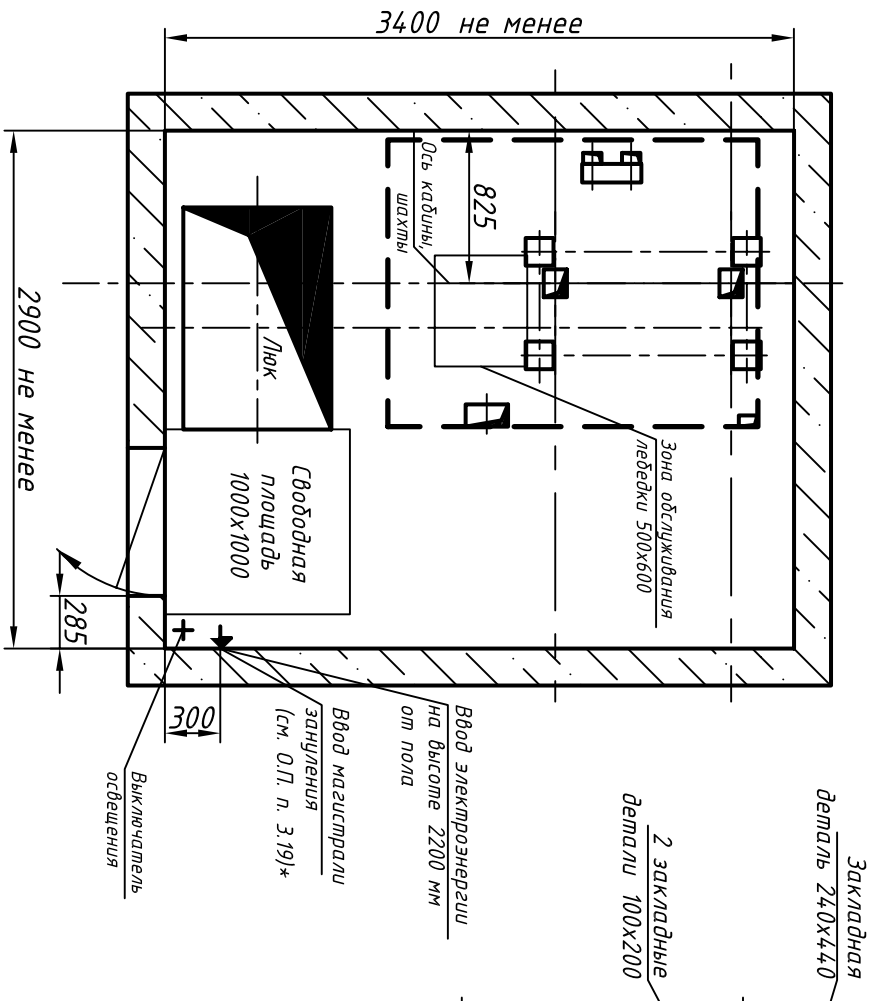 3400 не менее
Ось кабины,
шахты
825
Люк
2900 не менее
Свободная
площадь
1000х1000
Зона обслуживания
лебедки 500х600
285
300
Выключатель
освещения
Ввод магистрали
зануления
(см. О.П. п. 3.19)*
Ввод электроэнергии
на высоте 2200 мм
от пола
2 закладные
детали 100х200
Закладная
деталь 240х440